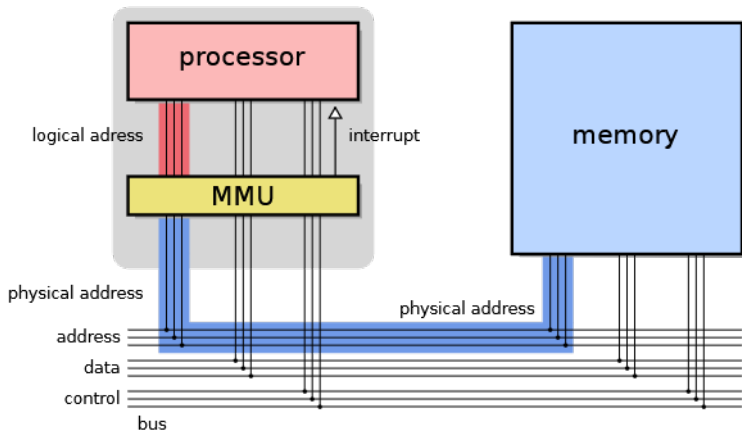 processor
memory
logical adress
interrupt
MMU
physical address
physical address
address
data
control
bus